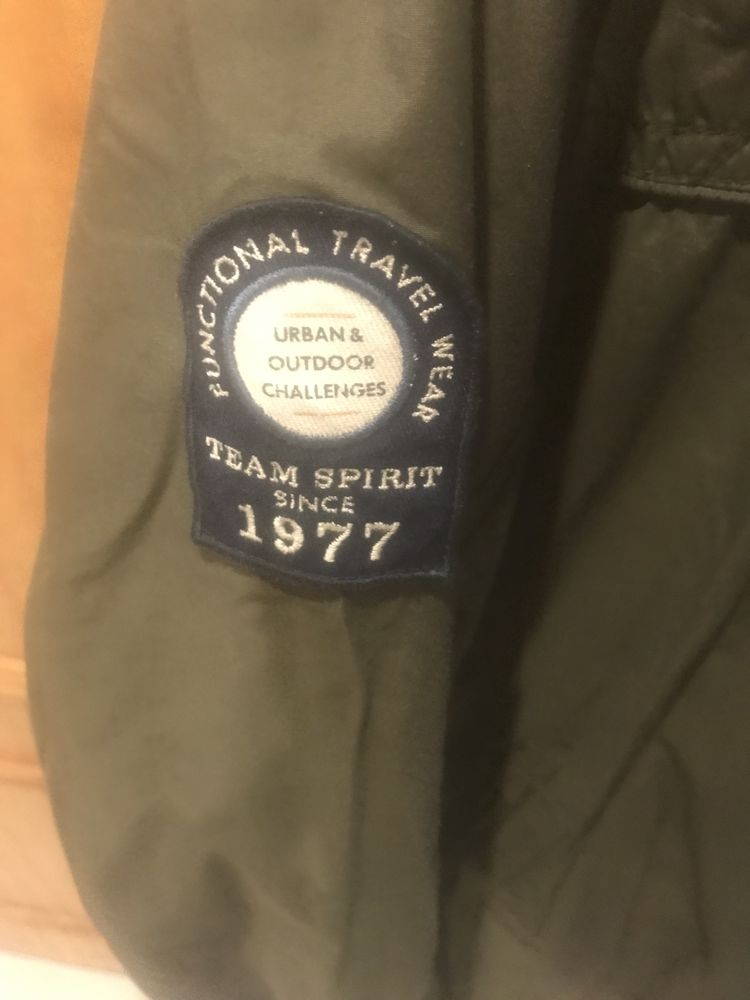 FUNCTIONAL TRAVEL WEAR
URBAN &
OUTDOOR
CHALLENGES
TEAM SPIRIT
SINCE
1977